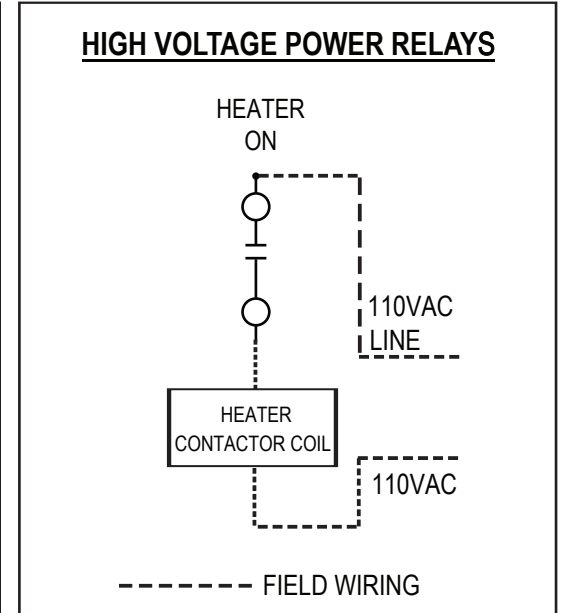 HIGH VOLTAGE POWER RELAYS
HEATER
ON
110VAC
LINE
HEATER
CONTACTOR COIL
110VAC
FIELD WIRING